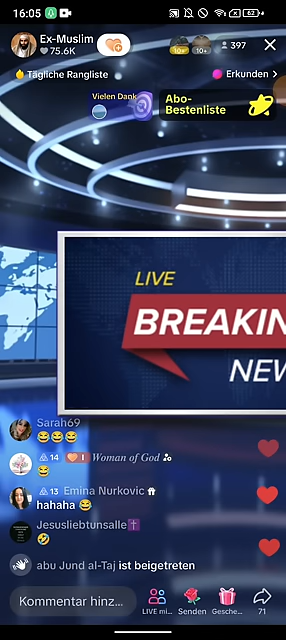 16:05
62
Ex-Muslim
75.6K
10+
10+
397
Tägliche Rangliste
Erkunden >
Vielen Dank
Abo-
Bestenliste
LIVE
BREAKIN
NEW
Sarah69
😂😂😂
14 I Woman of God
😂
13 Emina Nurkovic
hahaha 😂
Jesusliebtunsalle✝️
🤣
abu Jund al-Taj ist beigetreten
Kommentar hinz...
LIVE mi...
Senden
Gesche...
71